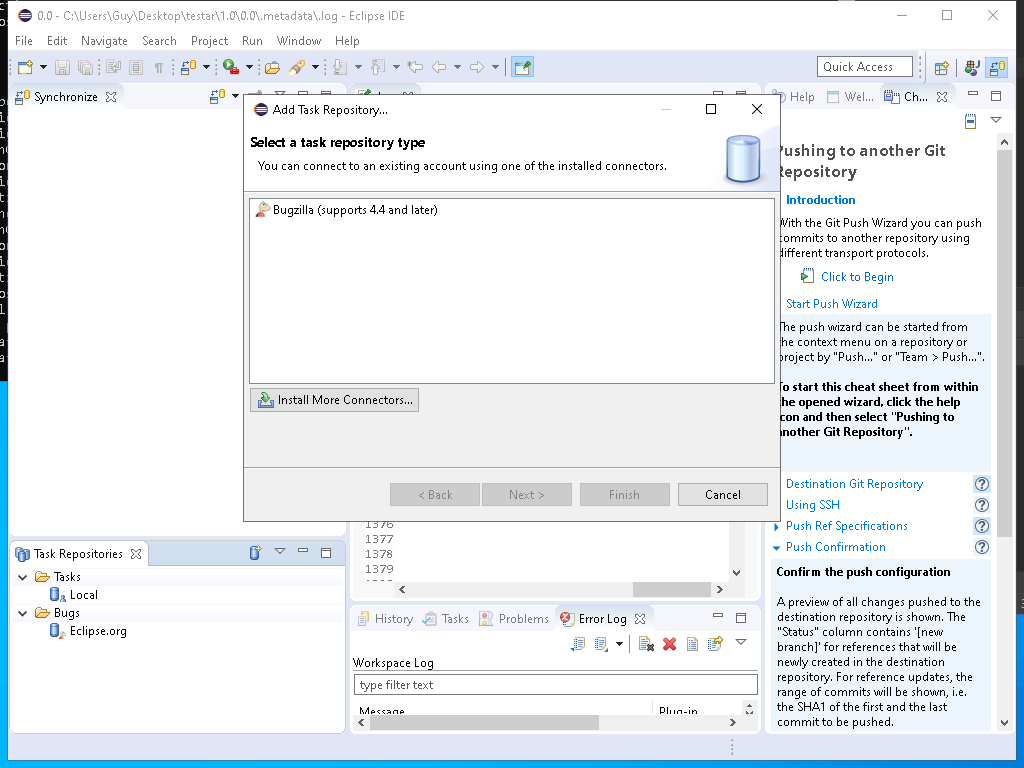 0.0 - C:\Users\Guy\Desktop\testar\1.0\0.0\.metadata\.log - Eclipse IDE
File Edit Navigate Search Project Run Window Help
Quick Access
Synchronize
Help Wel... Ch...
Add Task Repository...
Select a task repository type
You can connect to an existing account using one of the installed connectors.
Bugzilla (supports 4.4 and later)
Install More Connectors...
< Back Next > Finish Cancel
Pushing to another Git
Repository
Introduction
With the Git Push Wizard you can push
commits to another repository using
different transport protocols.
Click to Begin
Start Push Wizard
The push wizard can be started from
the context menu on a repository or
project by "Push..." or "Team > Push...".
To start this cheat sheet from within
the opened wizard, click the help
icon and then select "Pushing to
another Git Repository".
Destination Git Repository
Using SSH
Push Ref Specifications
Push Confirmation
Confirm the push configuration
A preview of all changes pushed to the
destination repository is shown. The
"Status" column contains '[new
branch]' for references that will be
newly created in the destination
repository. For reference updates, the
range of commits will be shown, i.e.
the SHA1 of the first and the last
commit to be pushed.
1376
1377
1378
1379
Task Repositories
Tasks
Local
Bugs
Eclipse.org
History Tasks Problems Error Log
Workspace Log
type filter text
Message Plug-in